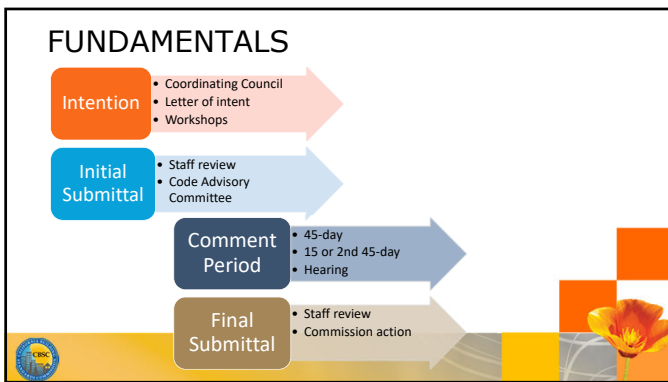 FUNDAMENTALS
Intention
• Coordinating Council
• Letter of intent
• Workshops
Initial
Submittal
• Staff review
• Code Advisory
Committee
Comment
Period
• 45-day
• 15 or 2nd 45-day
• Hearing
Final
Submittal
• Staff review
• Commission action
CBSC